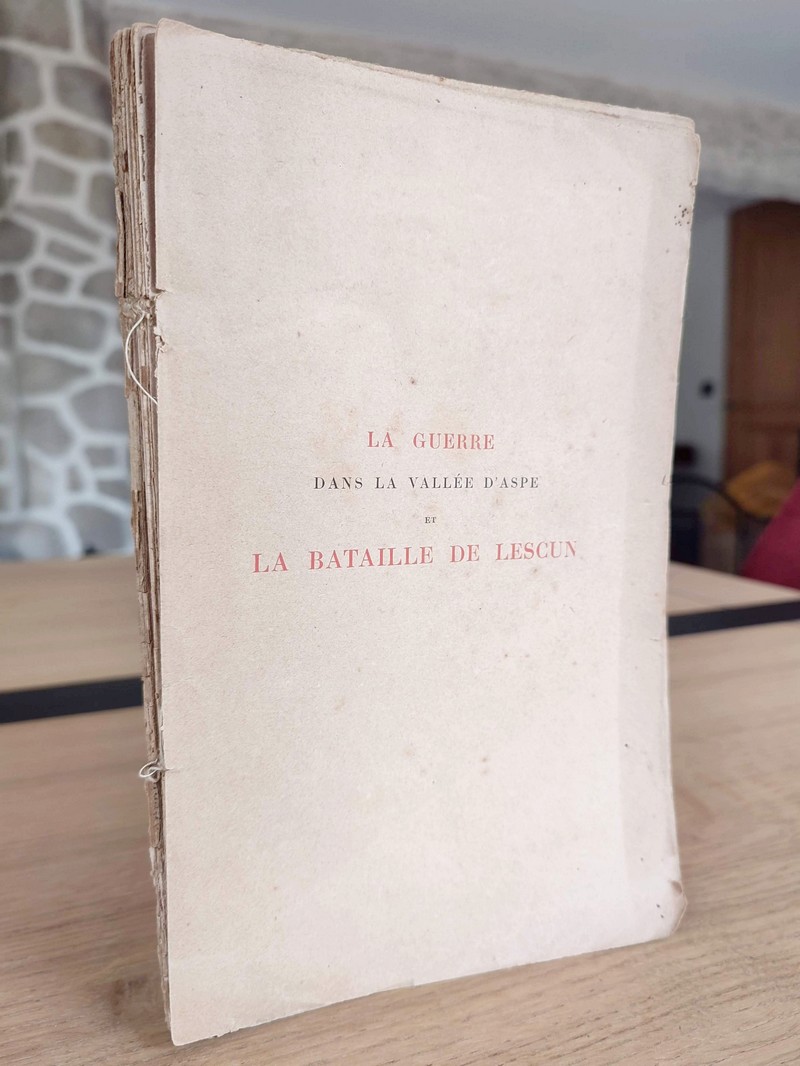 LA GUERRE
DANS LA VALLÉE D'ASPE
ET
LA BATAILLE DE LESCUN